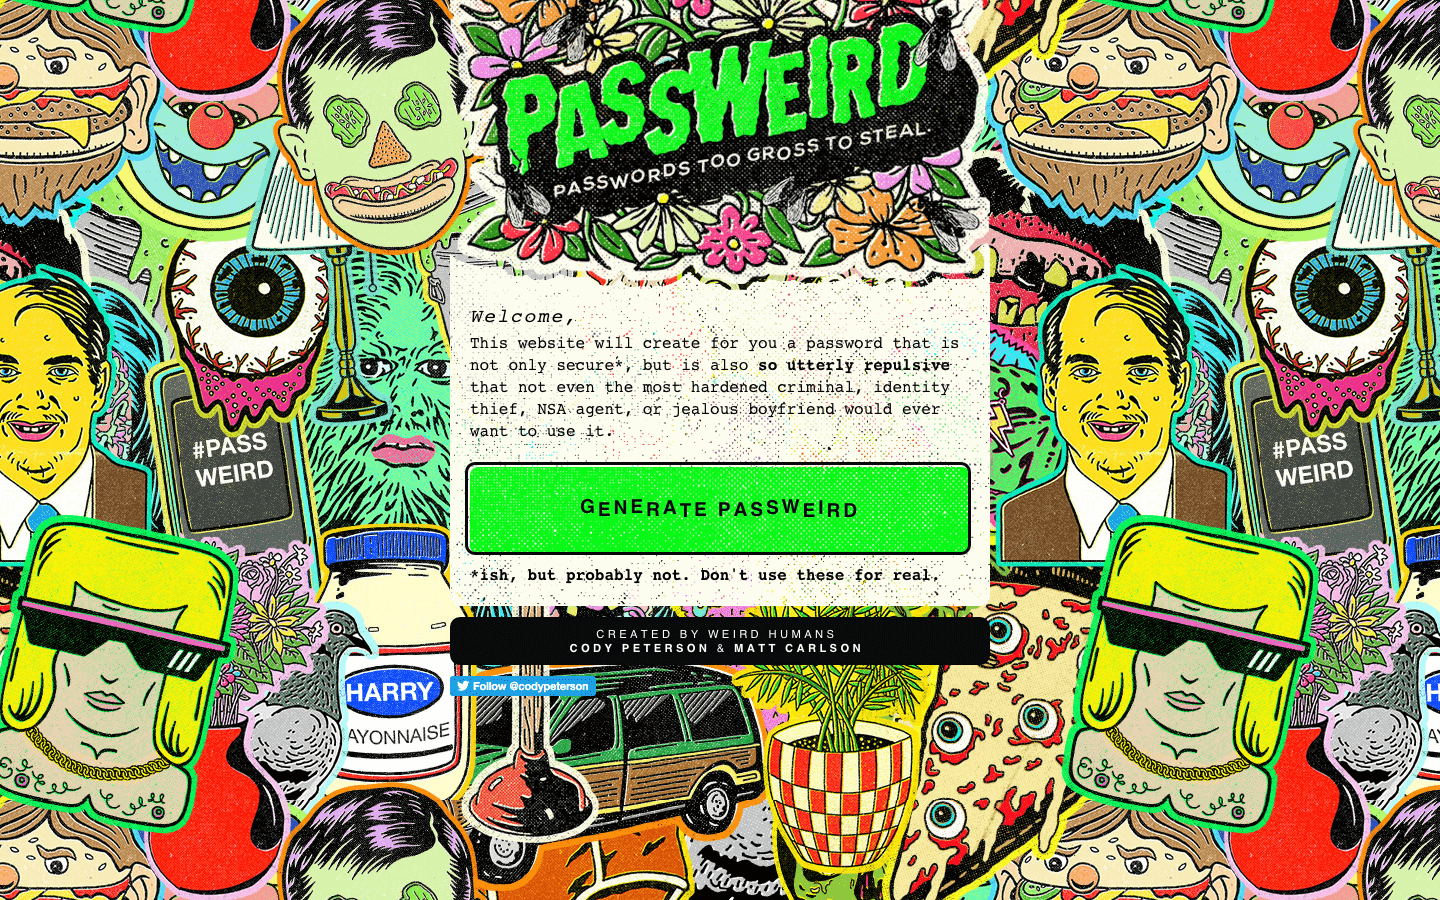 PASSWEIRD
PASSWORDS TOO GROSS TO STEAL.
Welcome,
This website will create for you a password that is
not only secure*, but is also so utterly repulsive
that not even the most hardened criminal, identity
thief, NSA agent, or jealous boyfriend would ever
want to use it.
GENERATE PASSWEIRD
*ish, but probably not. Don't use these for real.
CREATED BY WEIRD HUMANS
CODY PETERSON & MATT CARLSON
Follow @codypeterson
#PASS
WEIRD
#PASS
WEIRD
HARRY
AYONNAISE